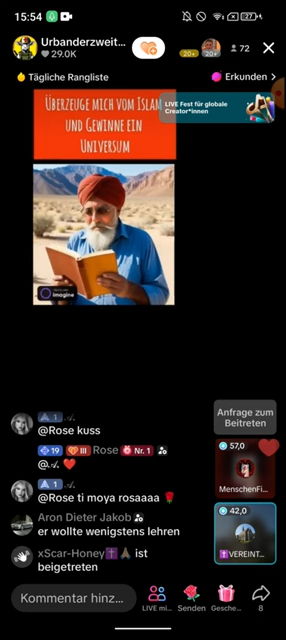 15:54
27
Urbanderzweit...
29.0K
20+
20+
72
Tägliche Rangliste
Erkunden >
ÜBERZEUGE MICH VOM ISLAM
UND GEWINNE EIN
UNIVERSUM
LIVE Fest für globale
Creator*innen
imagine
Anfrage zum
Beitreten
1 𝒜.
@Rose kuss
57,0
MenschenFi...
19 III Rose Nr. 1
@𝒜. ❤️
1 𝒜.
@Rose ti moya rosaaaa 🌹
42,0
✝️VEREINT...
Aron Dieter Jakob
er wollte wenigstens lehren
xScar-Honey✝️🙏🏾 ist
beigetreten
Kommentar hinz...
LIVE mi...
Senden
Gesche...
8